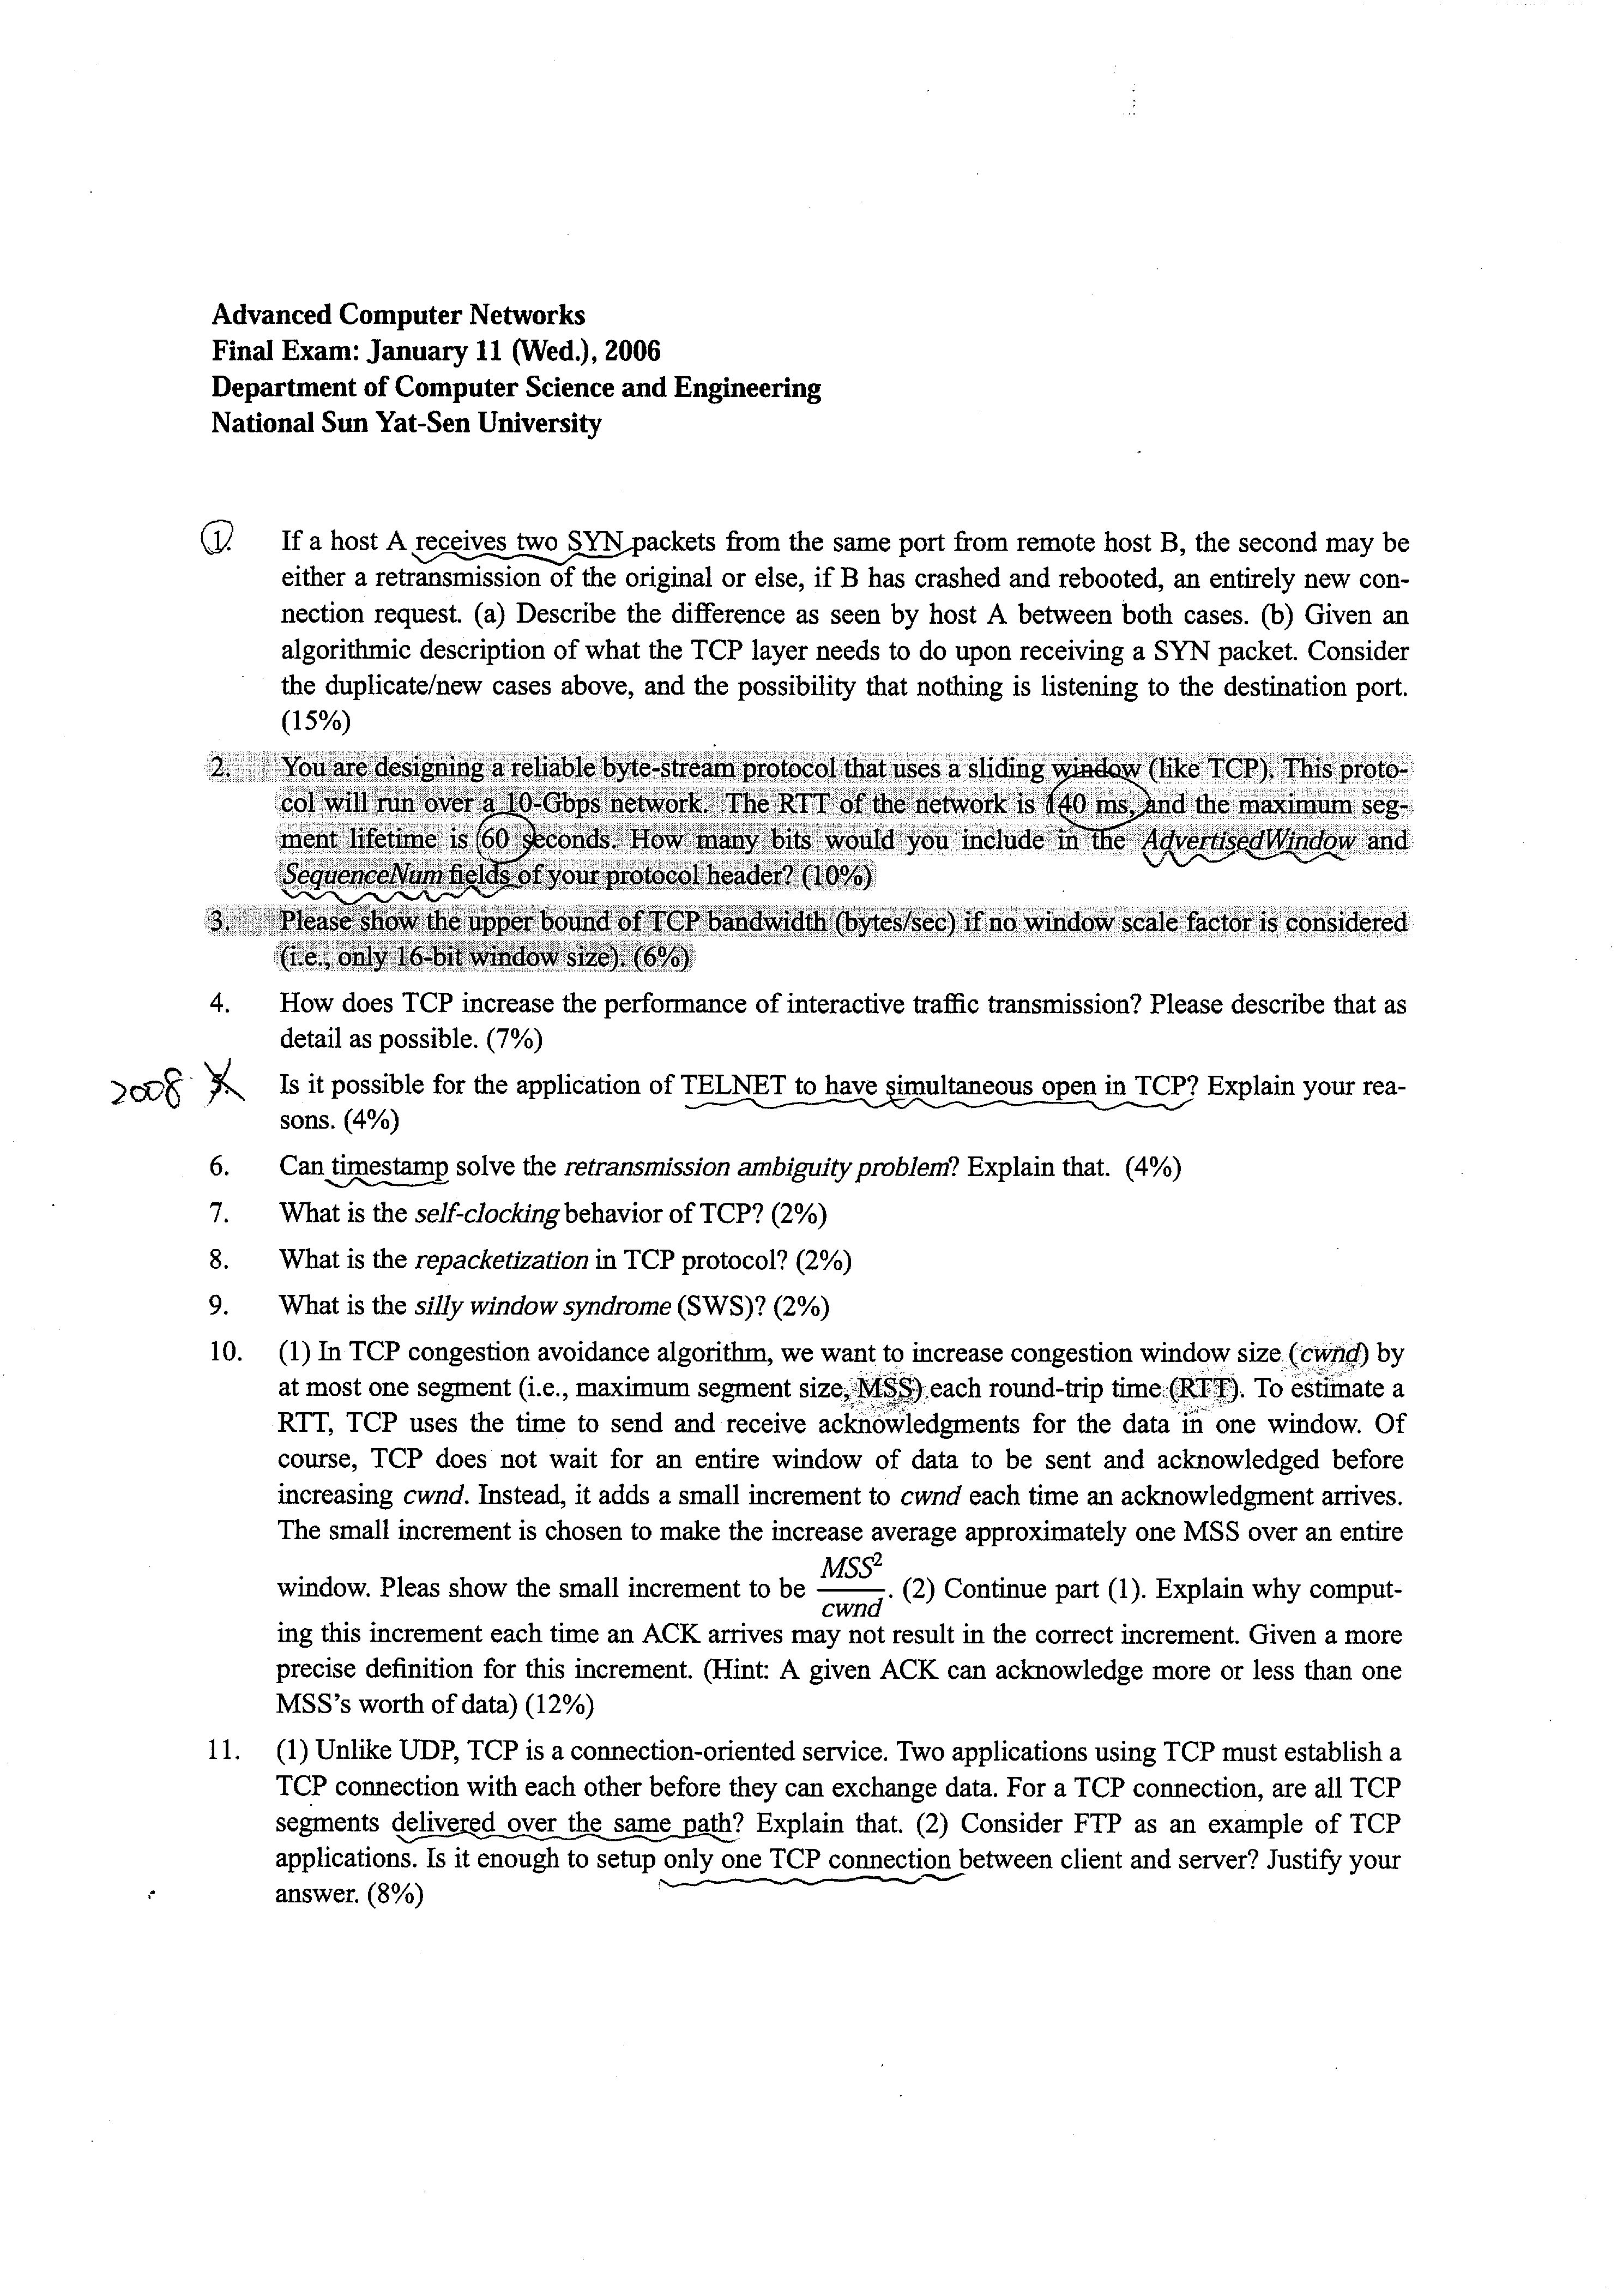 Advanced Computer Networks
Final Exam: January 11 (Wed.), 2006
Department of Computer Science and Engineering
National Sun Yat-Sen University
1. If a host A receives two SYN packets from the same port from remote host B, the second may be
either a retransmission of the original or else, if B has crashed and rebooted, an entirely new con-
nection request. (a) Describe the difference as seen by host A between both cases. (b) Given an
algorithmic description of what the TCP layer needs to do upon receiving a SYN packet. Consider
the duplicate/new cases above, and the possibility that nothing is listening to the destination port.
(15%)
2. You are designing a reliable byte-stream protocol that uses a sliding window (like TCP). This proto-
col will run over a 10-Gbps network. The RTT of the network is 140 ms, and the maximum seg-
ment lifetime is 60 seconds. How many bits would you include in the AdvertisedWindow and
SequenceNum fields of your protocol header? (10%)
3. Please show the upper bound of TCP bandwidth (bytes/sec) if no window scale factor is considered
(i.e., only 16-bit window size). (6%)
4. How does TCP increase the performance of interactive traffic transmission? Please describe that as
detail as possible. (7%)
2008 5. Is it possible for the application of TELNET to have simultaneous open in TCP? Explain your rea-
sons. (4%)
6. Can timestamp solve the retransmission ambiguity problem? Explain that. (4%)
7. What is the self-clocking behavior of TCP? (2%)
8. What is the repacketization in TCP protocol? (2%)
9. What is the silly window syndrome (SWS)? (2%)
10. (1) In TCP congestion avoidance algorithm, we want to increase congestion window size (cwnd) by
at most one segment (i.e., maximum segment size, MSS) each round-trip time (RTT). To estimate a
RTT, TCP uses the time to send and receive acknowledgments for the data in one window. Of
course, TCP does not wait for an entire window of data to be sent and acknowledged before
increasing cwnd. Instead, it adds a small increment to cwnd each time an acknowledgment arrives.
The small increment is chosen to make the increase average approximately one MSS over an entire
window. Pleas show the small increment to be MSS²/cwnd. (2) Continue part (1). Explain why comput-
ing this increment each time an ACK arrives may not result in the correct increment. Given a more
precise definition for this increment. (Hint: A given ACK can acknowledge more or less than one
MSS's worth of data) (12%)
11. (1) Unlike UDP, TCP is a connection-oriented service. Two applications using TCP must establish a
TCP connection with each other before they can exchange data. For a TCP connection, are all TCP
segments delivered over the same path? Explain that. (2) Consider FTP as an example of TCP
applications. Is it enough to setup only one TCP connection between client and server? Justify your
answer. (8%)